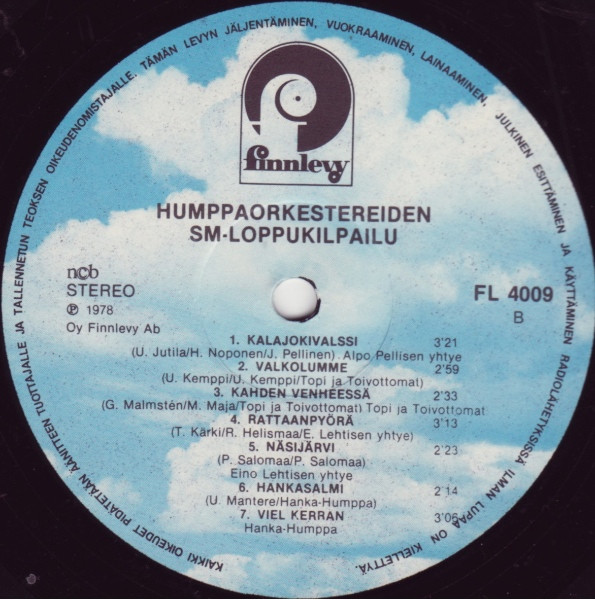 KAIKKI OIKEUDET PIDÄTETÄÄN ÄÄNITTEEN TUOTTAJALLE JA TALLENNETUN TEOKSEN OIKEUDENOMISTAJALLE. TÄMÄN LEVYN JÄLJENTÄMINEN, VUOKRAAMINEN, LAINAAMINEN, JULKINEN ESITTÄMINEN JA KÄYTTÄMINEN RADIOLÄHETYKSISSÄ ILMAN LUPAA ON KIELLETTYÄ.
finnlevy
HUMPPAORKESTEREIDEN
SM-LOPPUKILPAILU
ncb
STEREO
℗ 1978
Oy Finnlevy Ab
FL 4009
B
1. KALAJOKIVALSSI 3'21
(U. Jutila/H. Noponen/J. Pellinen) Alpo Pellisen yhtye
2. VALKOLUMME 2'59
(U. Kemppi/U. Kemppi/Topi ja Toivottomat)
3. KAHDEN VENHEESSÄ 2'33
(G. Malmstén/M. Maja/Topi ja Toivottomat) Topi ja Toivottomat
4. RATTAANPYÖRÄ 3'13
(T. Kärki/R. Helismaa/E. Lehtisen yhtye)
5. NÄSIJÄRVI 2'23
(P. Salomaa/P. Salomaa)
Eino Lehtisen yhtye
6. HANKASALMI 2'14
(U. Mantere/Hanka-Humppa)
7. VIEL KERRAN 3'06
Hanka-Humppa